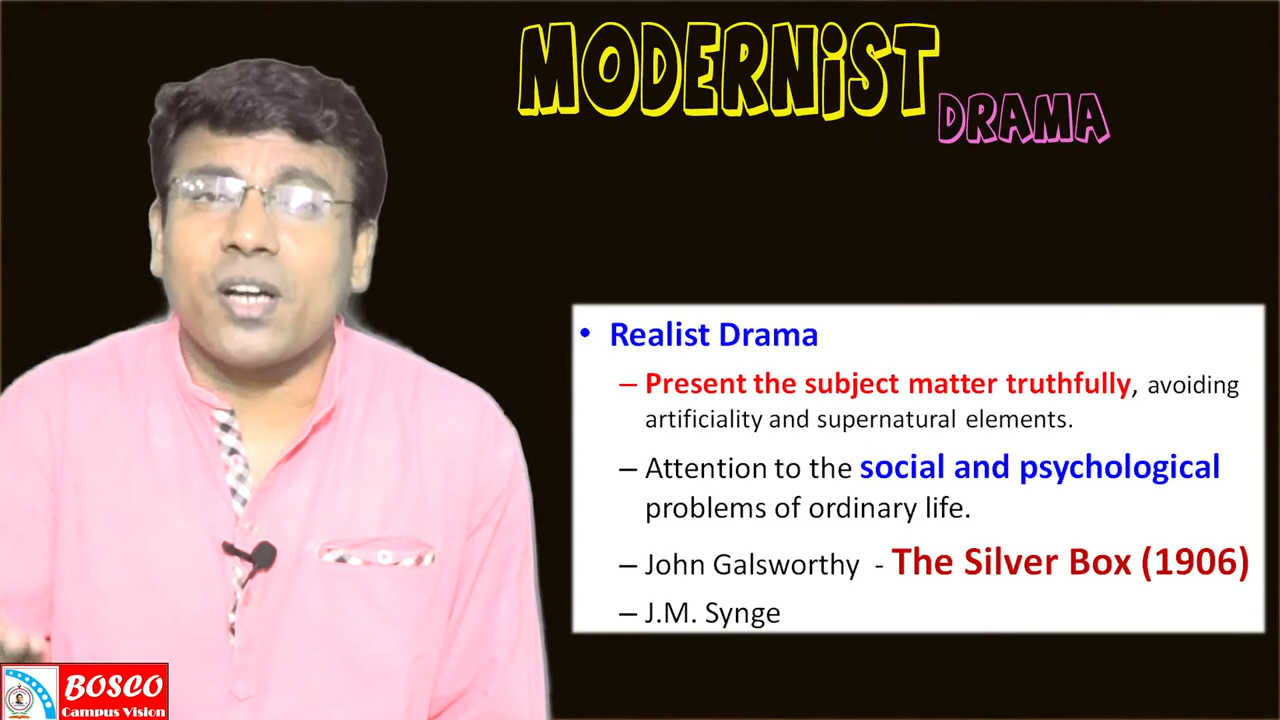 MODERNiST
DRAMA
• Realist Drama
– Present the subject matter truthfully, avoiding
artificiality and supernatural elements.
– Attention to the social and psychological
problems of ordinary life.
– John Galsworthy - The Silver Box (1906)
– J.M. Synge
BOSCO
Campus Vision